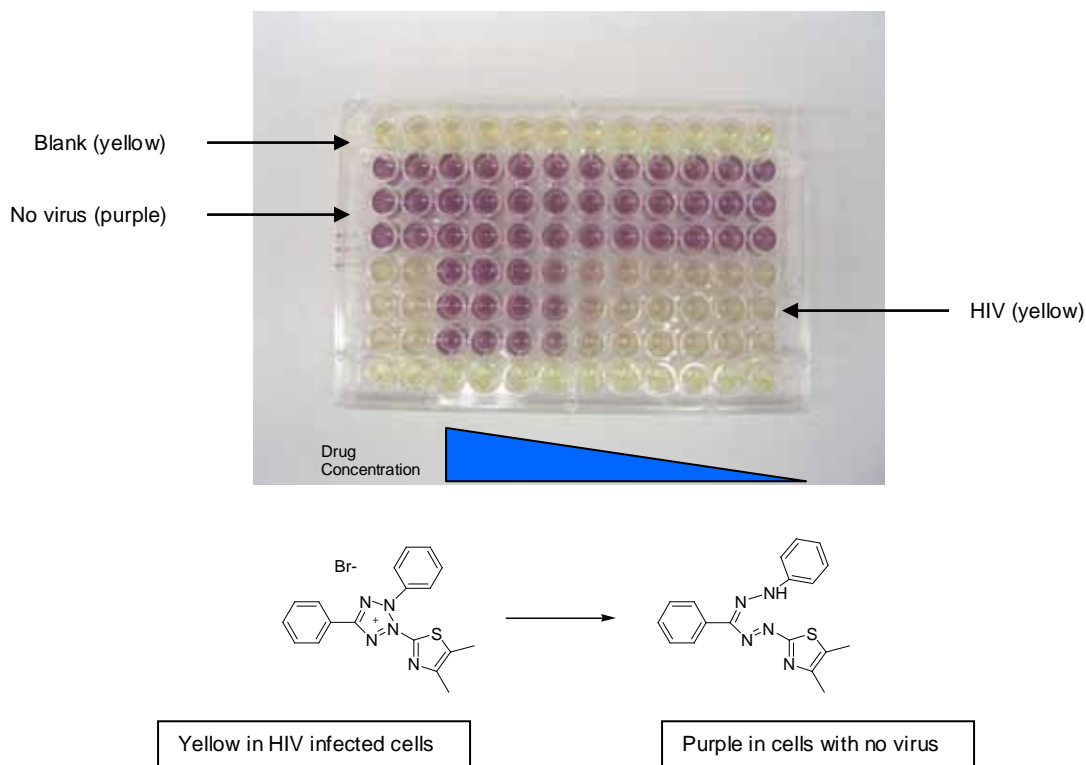 Blank (yellow)
No virus (purple)
HIV (yellow)
Drug
Concentration
Br-
N
N
N
+
N
S
N
N
NH
N
N
S
N
Yellow in HIV infected cells
Purple in cells with no virus